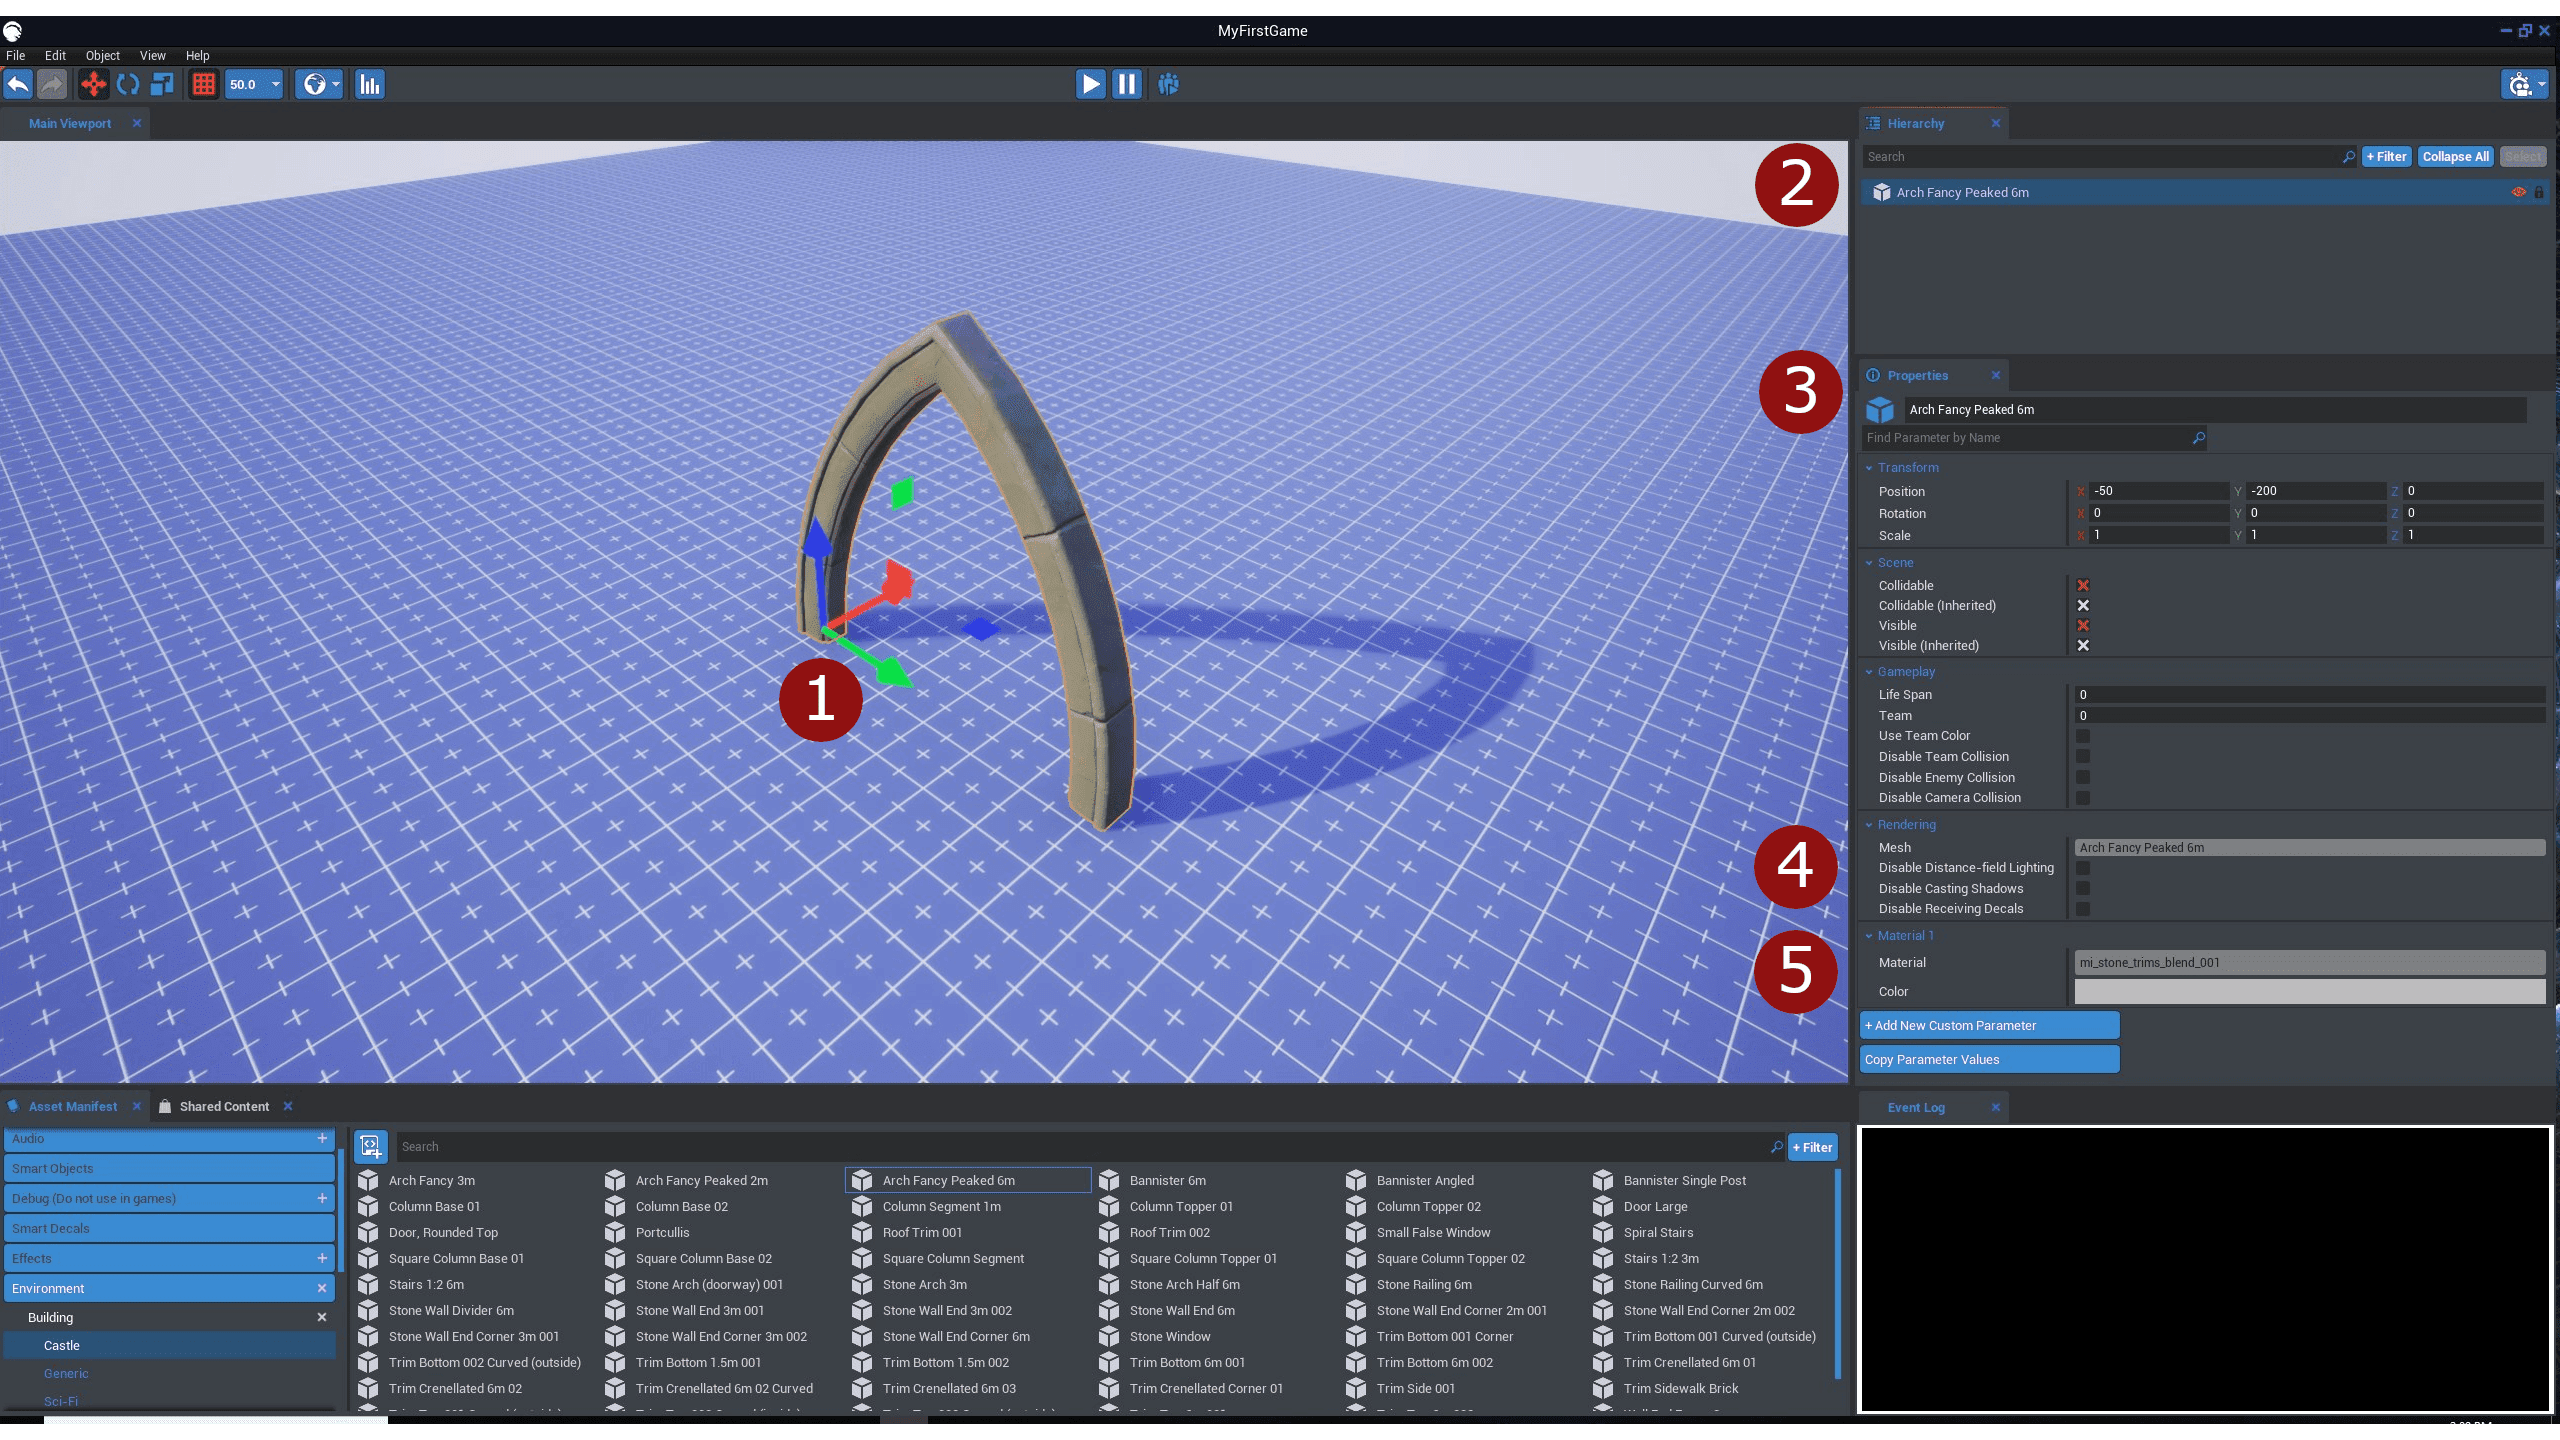 MyFirstGame
File Edit Object View Help
50.0
Main Viewport
Hierarchy
Search + Filter Collapse All Select
Arch Fancy Peaked 6m
2
3
Properties
Arch Fancy Peaked 6m
Find Parameter by Name
Transform
Position X -50 Y -200 Z 0
Rotation X 0 Y 0 Z 0
Scale X 1 Y 1 Z 1
Scene
Collidable
Collidable (Inherited)
Visible
Visible (Inherited)
1
Gameplay
Life Span 0
Team 0
Use Team Color
Disable Team Collision
Disable Enemy Collision
Disable Camera Collision
4
Rendering
Mesh Arch Fancy Peaked 6m
Disable Distance-field Lighting
Disable Casting Shadows
Disable Receiving Decals
5
Material 1
Material mi_stone_trims_blend_001
Color
+ Add New Custom Parameter
Copy Parameter Values
Asset Manifest Shared Content
Event Log
Audio +
Smart Objects
Debug (Do not use in games) +
Smart Decals
Effects +
Environment
Building
Castle
Generic
Sci-Fi
Search + Filter
Arch Fancy 3m Arch Fancy Peaked 2m Arch Fancy Peaked 6m Bannister 6m Bannister Angled Bannister Single Post
Column Base 01 Column Base 02 Column Segment 1m Column Topper 01 Column Topper 02 Door Large
Door, Rounded Top Portcullis Roof Trim 001 Roof Trim 002 Small False Window Spiral Stairs
Square Column Base 01 Square Column Base 02 Square Column Segment Square Column Topper 01 Square Column Topper 02 Stairs 1:2 3m
Stairs 1:2 6m Stone Arch (doorway) 001 Stone Arch 3m Stone Arch Half 6m Stone Railing 6m Stone Railing Curved 6m
Stone Wall Divider 6m Stone Wall End 3m 001 Stone Wall End 3m 002 Stone Wall End 6m Stone Wall End Corner 2m 001 Stone Wall End Corner 2m 002
Stone Wall End Corner 3m 001 Stone Wall End Corner 3m 002 Stone Wall End Corner 6m Stone Window Trim Bottom 001 Corner Trim Bottom 001 Curved (outside)
Trim Bottom 002 Curved (outside) Trim Bottom 1.5m 001 Trim Bottom 1.5m 002 Trim Bottom 6m 001 Trim Bottom 6m 002 Trim Crenellated 6m 01
Trim Crenellated 6m 02 Trim Crenellated 6m 02 Curved Trim Crenellated 6m 03 Trim Crenellated Corner 01 Trim Side 001 Trim Sidewalk Brick